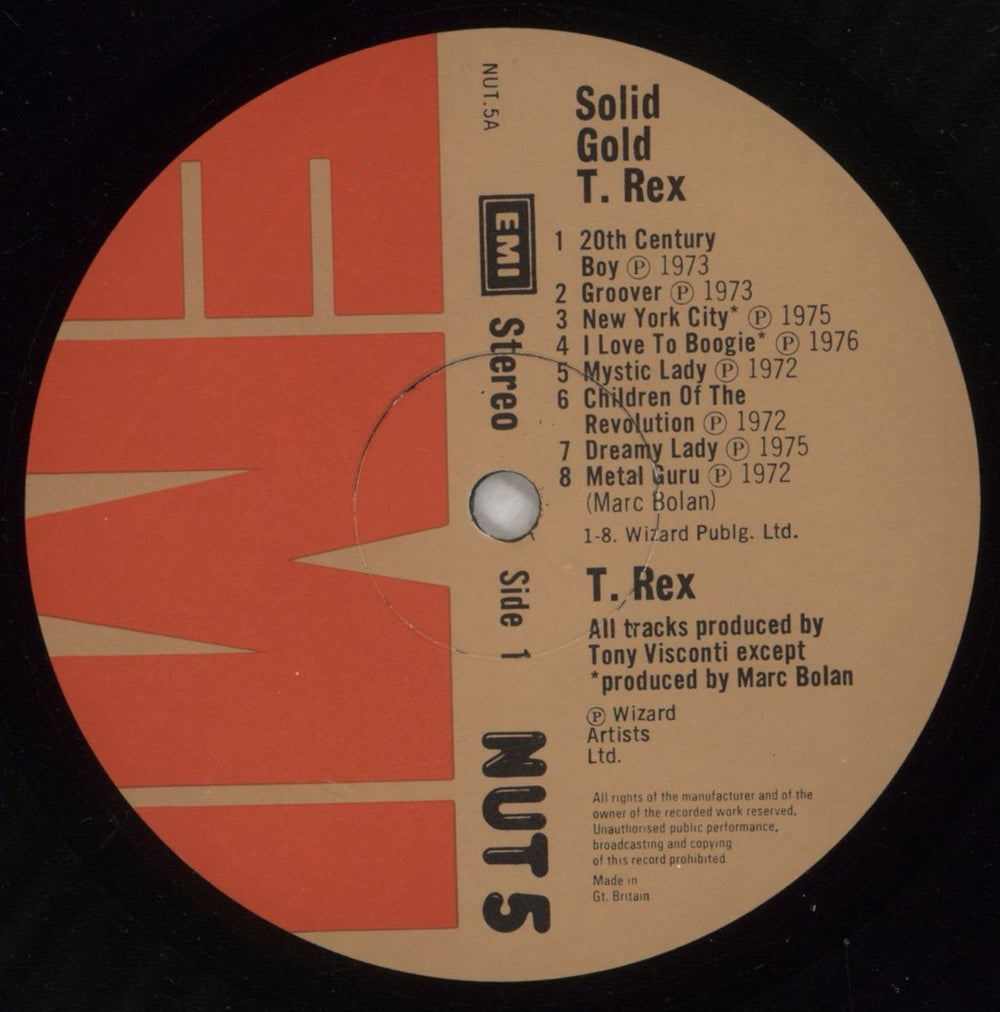 NUT.5A
EMI
Stereo
Side 1
NUT 5
EMI
Solid
Gold
T. Rex
1 20th Century
Boy ℗ 1973
2 Groover ℗ 1973
3 New York City* ℗ 1975
4 I Love To Boogie* ℗ 1976
5 Mystic Lady ℗ 1972
6 Children Of The
Revolution ℗ 1972
7 Dreamy Lady ℗ 1975
8 Metal Guru ℗ 1972
(Marc Bolan)
1-8. Wizard Publg. Ltd.
T. Rex
All tracks produced by
Tony Visconti except
*produced by Marc Bolan
℗ Wizard
Artists
Ltd.
All rights of the manufacturer and of the
owner of the recorded work reserved.
Unauthorised public performance,
broadcasting and copying
of this record prohibited
Made in
Gt. Britain